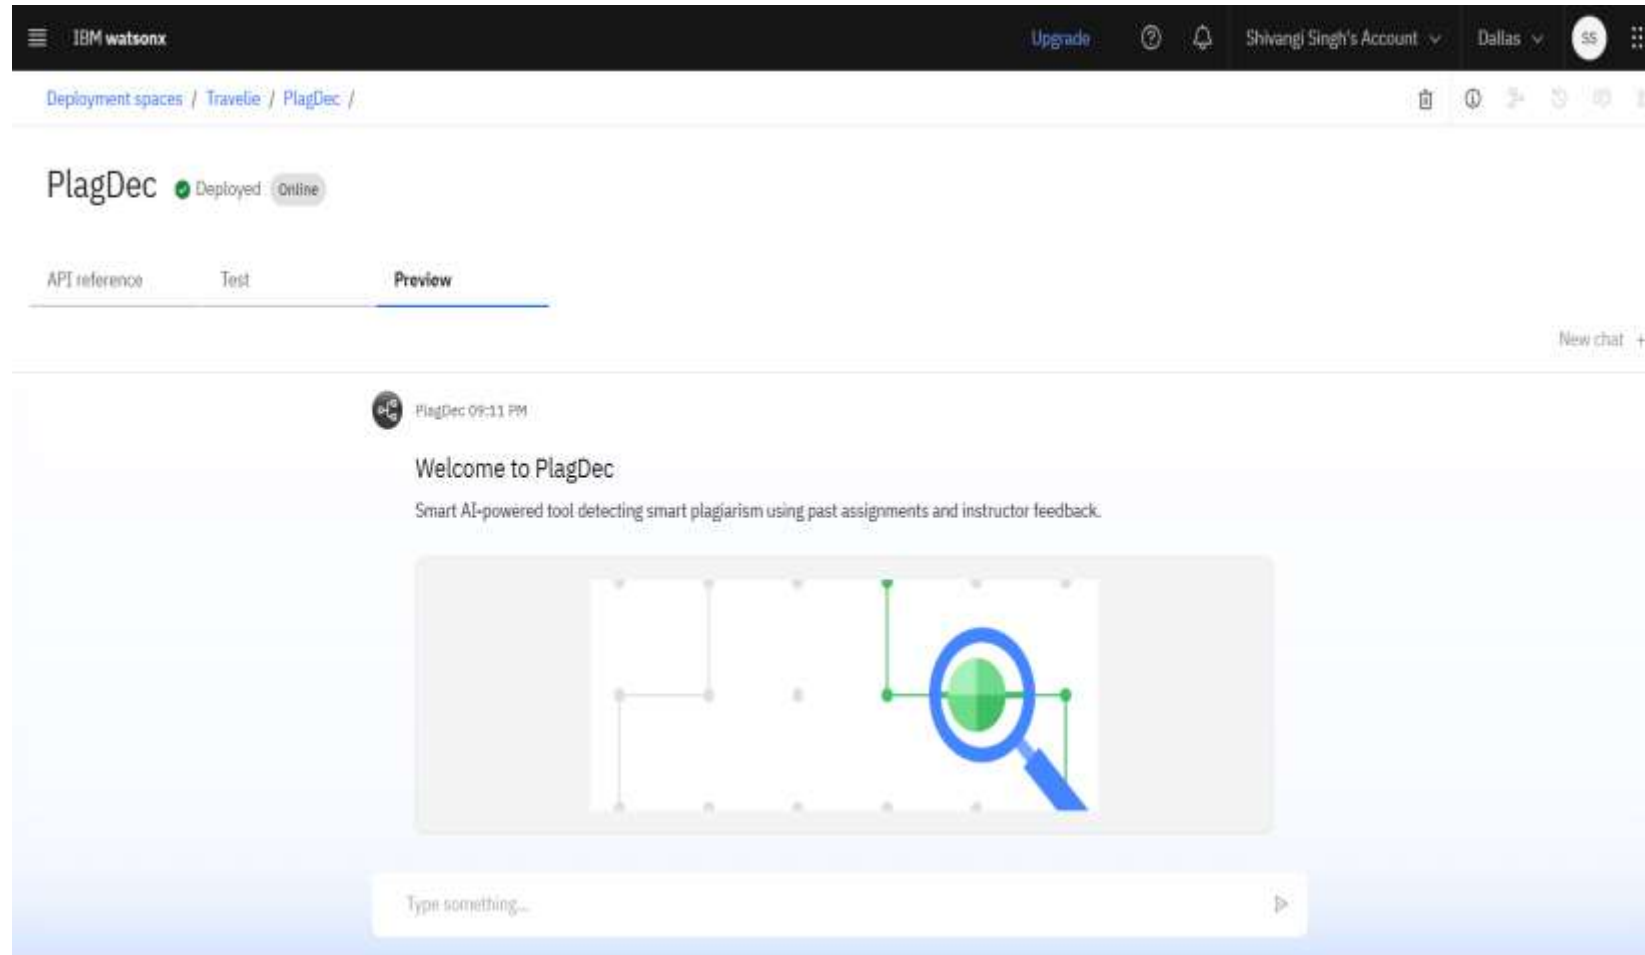 IBM watsonx
Upgrade
Shivangi Singh's Account
Dallas
SS
Deployment spaces / Travelie / PlagDec /
PlagDec
Deployed
Online
API reference
Test
Preview
New chat +
PlagDec 09:11 PM
Welcome to PlagDec
Smart AI-powered tool detecting smart plagiarism using past assignments and instructor feedback.
Type something...